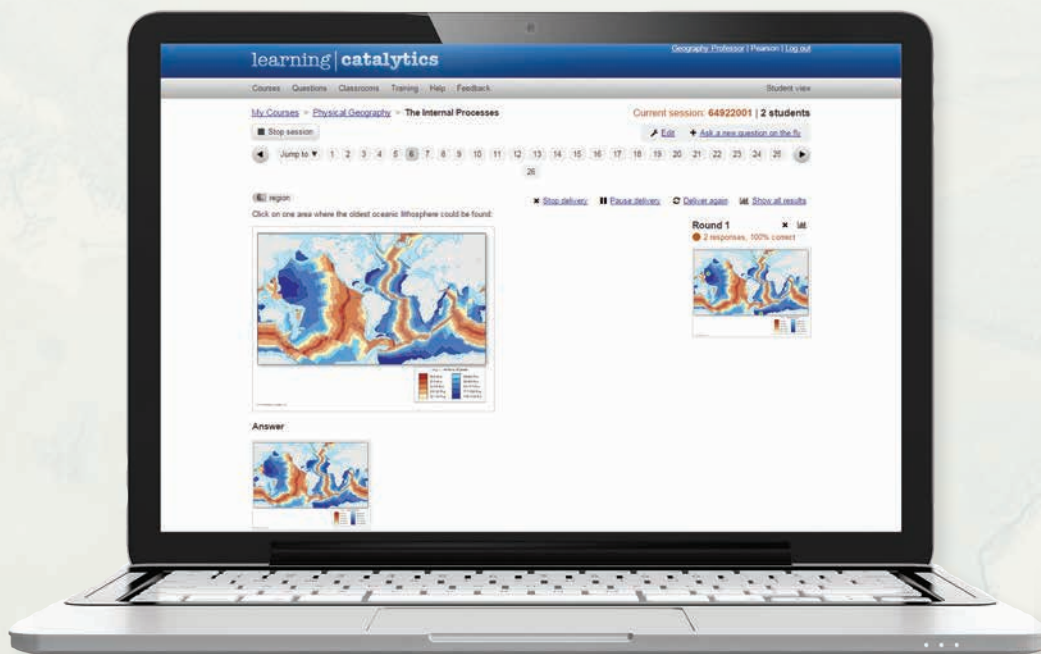 Geography Professor | Pearson | Log out
learning | catalytics
Courses Questions Classrooms Training Help Feedback Student view
My Courses » Physical Geography » The Internal Processes Current session: 64922001 | 2 students
Stop session Edit Ask a new question on the fly
Jump to 1 2 3 4 5 6 7 8 9 10 11 12 13 14 15 16 17 18 19 20 21 22 23 24 25
26
6. region Stop delivery Pause delivery Deliver again Show all results
Click on one area where the oldest oceanic lithosphere could be found:
Round 1
2 responses, 100% correct
Answer